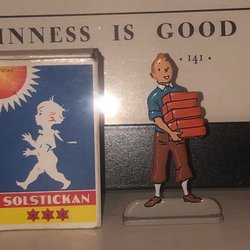 INNESS IS GOOD
· 141 ·
SOLSTICKAN